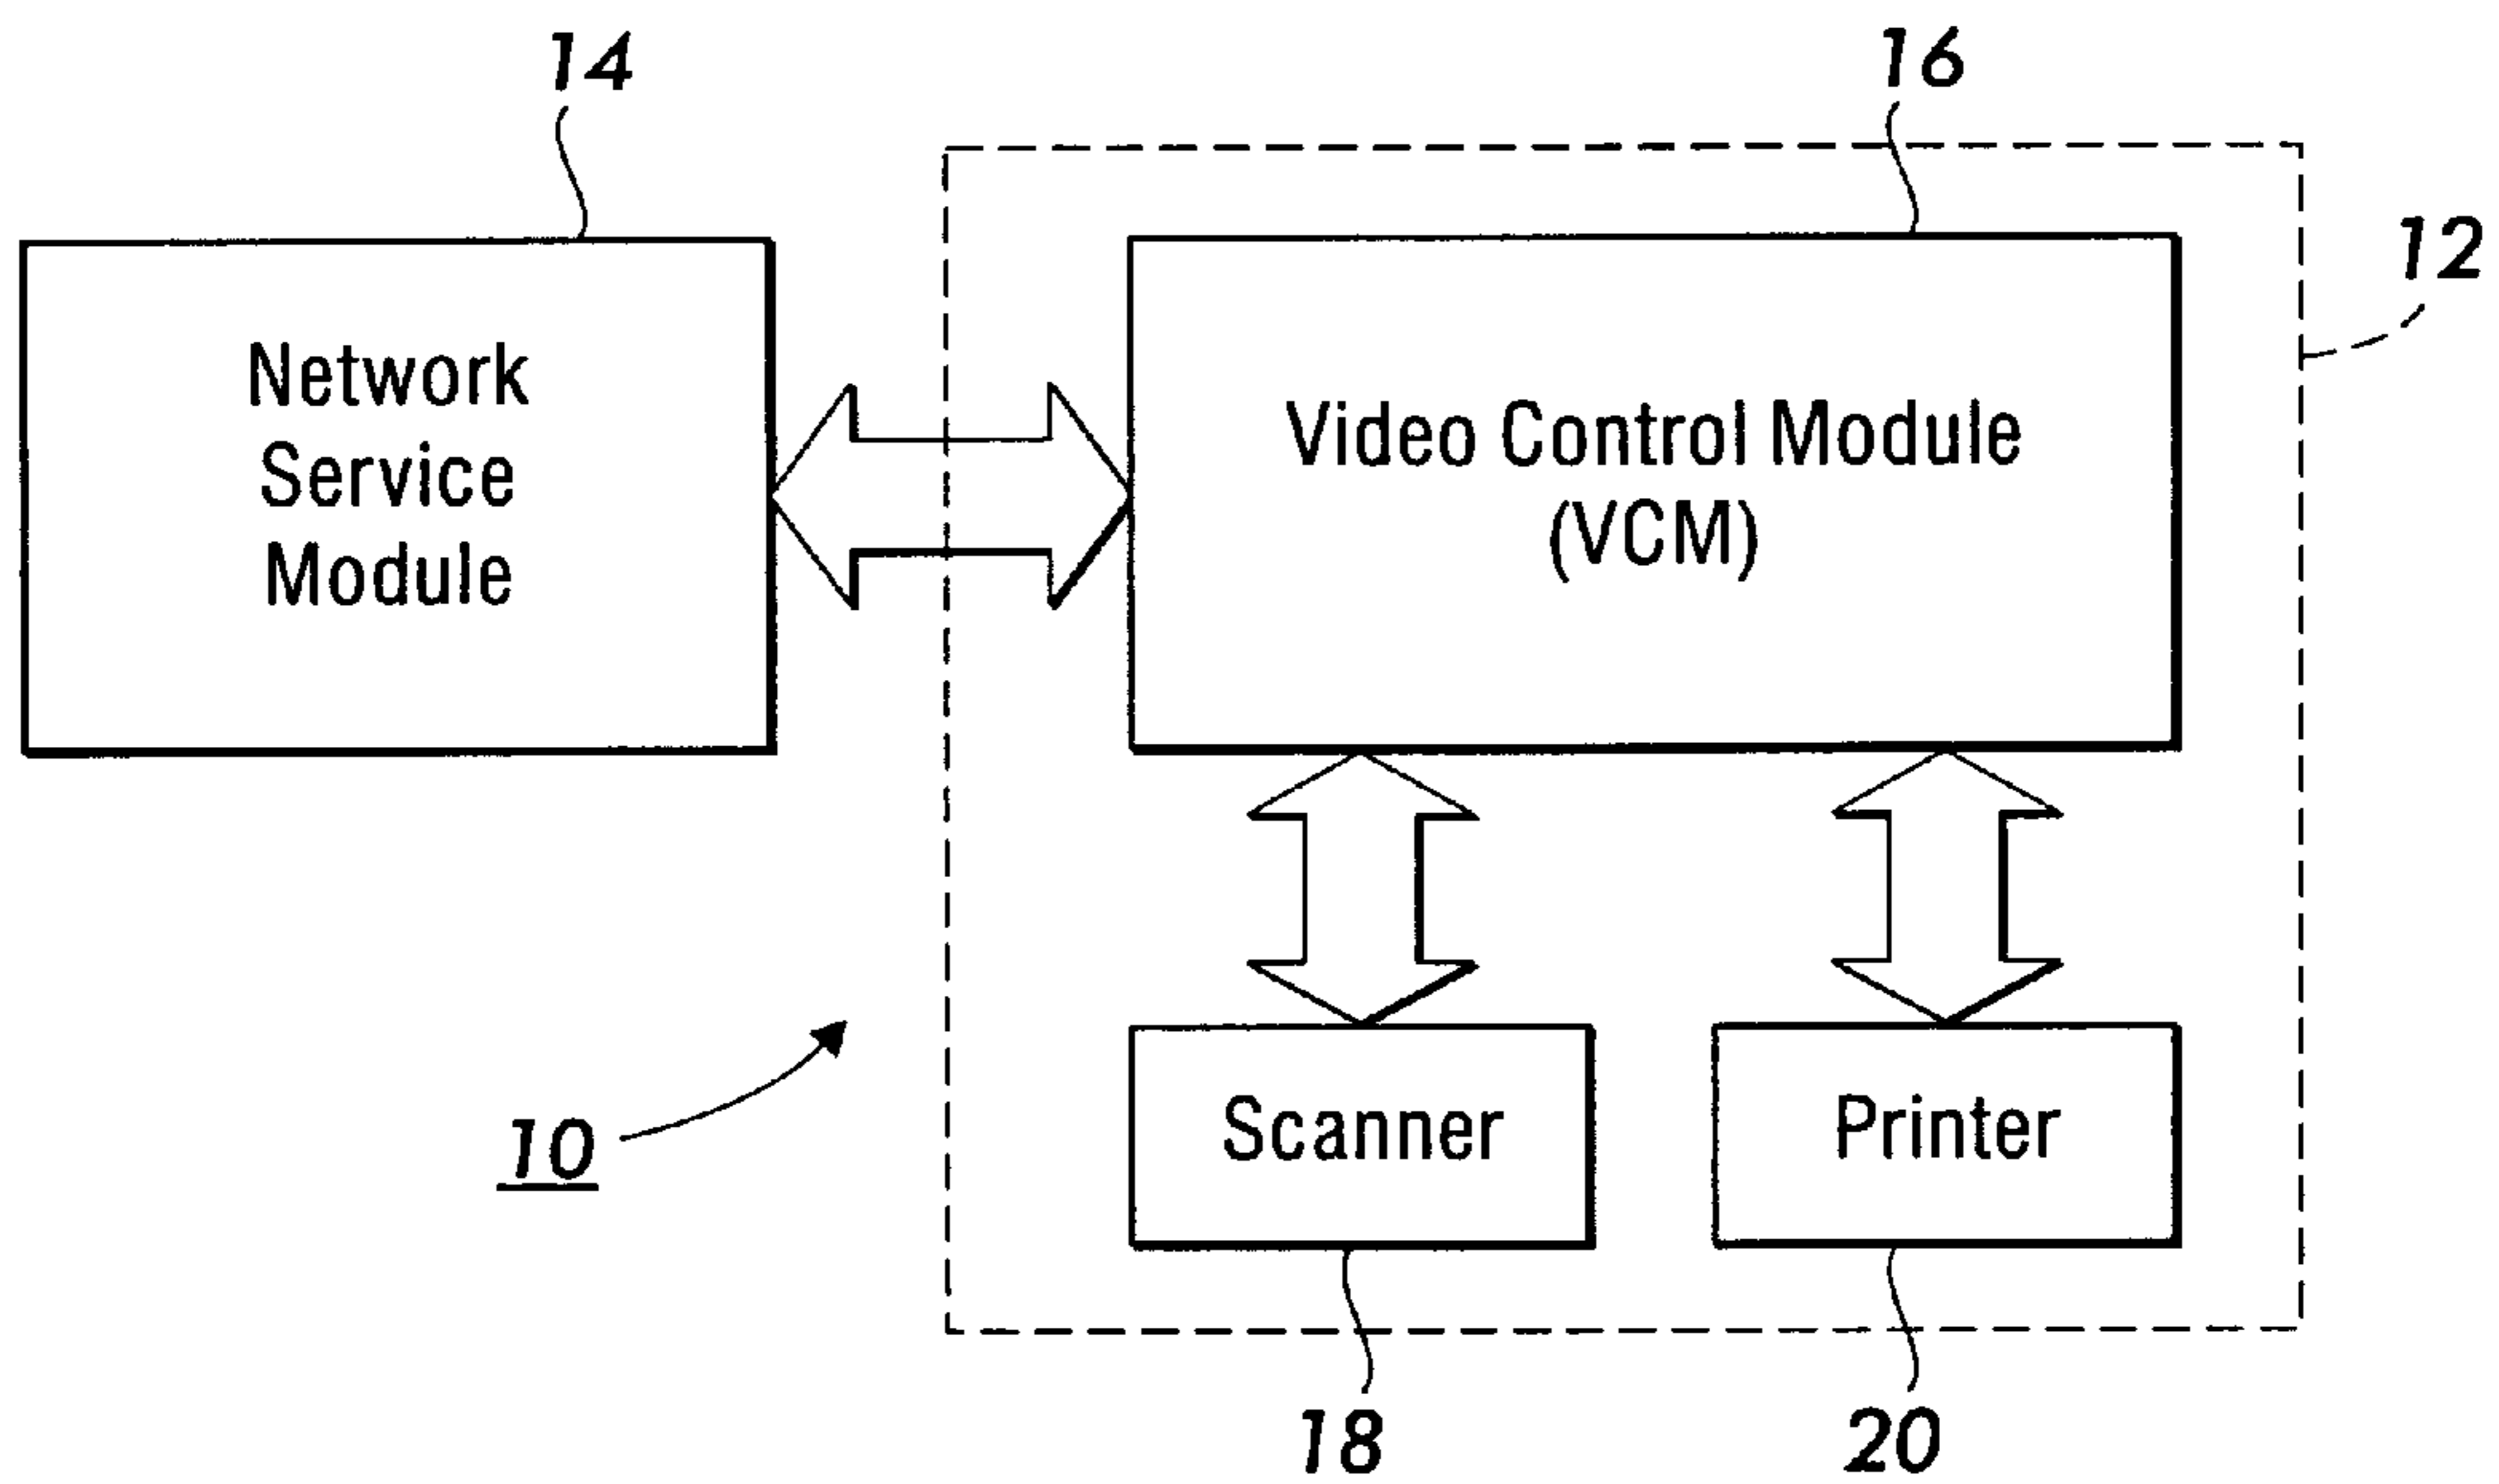 14
16
12
Network
Service
Module
Video Control Module
(VCM)
10
Scanner
Printer
18
20